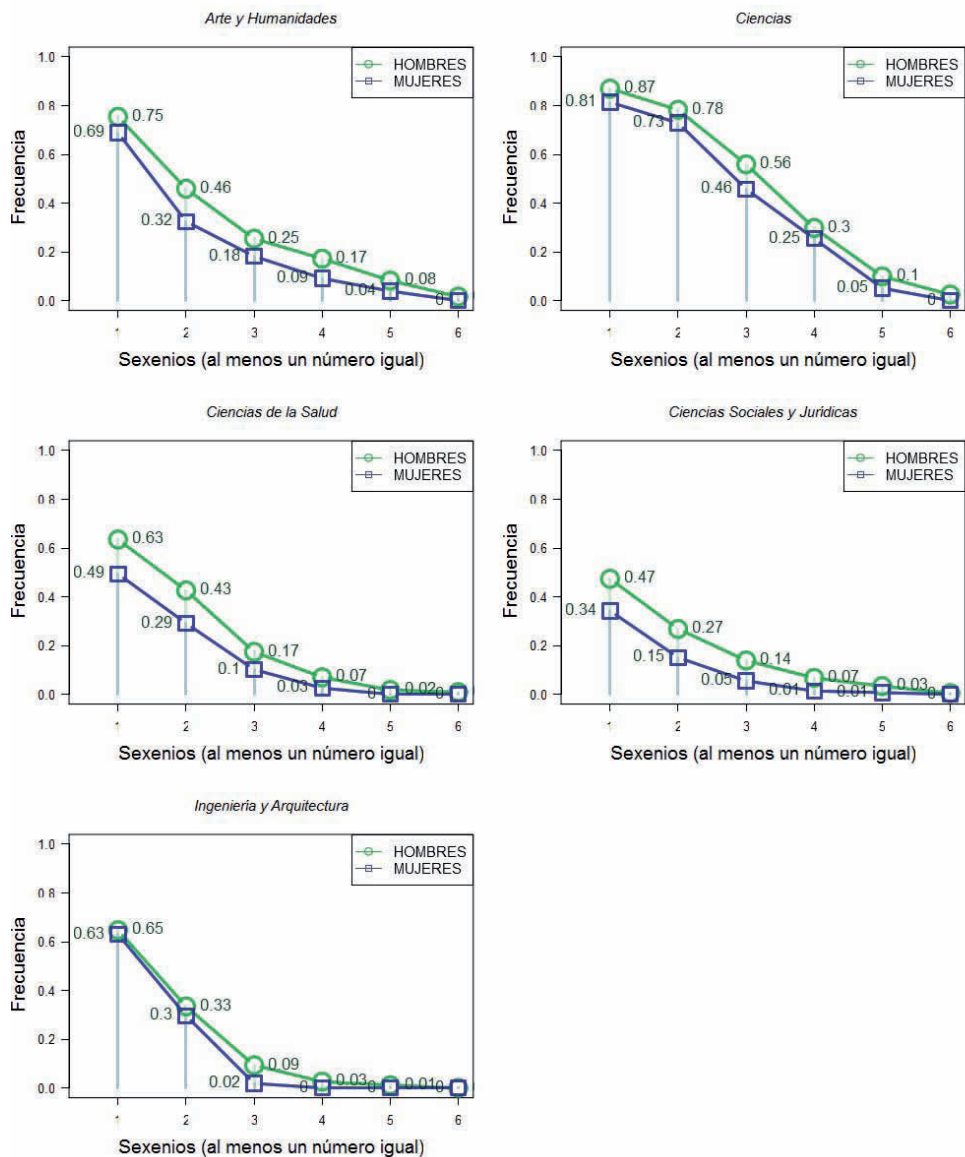 Arte y Humanidades
Frecuencia
1.0
0.8
0.6
0.4
0.2
0.0
HOMBRES
MUJERES
0.75
0.69
0.46
0.32
0.25
0.18
0.17
0.09
0.08
0.04
0
1 2 3 4 5 6
Sexenios (al menos un número igual)
Ciencias
Frecuencia
1.0
0.8
0.6
0.4
0.2
0.0
HOMBRES
MUJERES
0.87
0.81
0.78
0.73
0.56
0.46
0.3
0.25
0.1
0.05
0
1 2 3 4 5 6
Sexenios (al menos un número igual)
Ciencias de la Salud
Frecuencia
1.0
0.8
0.6
0.4
0.2
0.0
HOMBRES
MUJERES
0.63
0.49
0.43
0.29
0.17
0.1
0.07
0.03
0.02
0
0
1 2 3 4 5 6
Sexenios (al menos un número igual)
Ciencias Sociales y Jurídicas
Frecuencia
1.0
0.8
0.6
0.4
0.2
0.0
HOMBRES
MUJERES
0.47
0.34
0.27
0.15
0.14
0.05
0.07
0.01
0.03
0.01
0
1 2 3 4 5 6
Sexenios (al menos un número igual)
Ingeniería y Arquitectura
Frecuencia
1.0
0.8
0.6
0.4
0.2
0.0
HOMBRES
MUJERES
0.65
0.63
0.33
0.3
0.09
0.02
0.03
0
0.01
0
0
1 2 3 4 5 6
Sexenios (al menos un número igual)